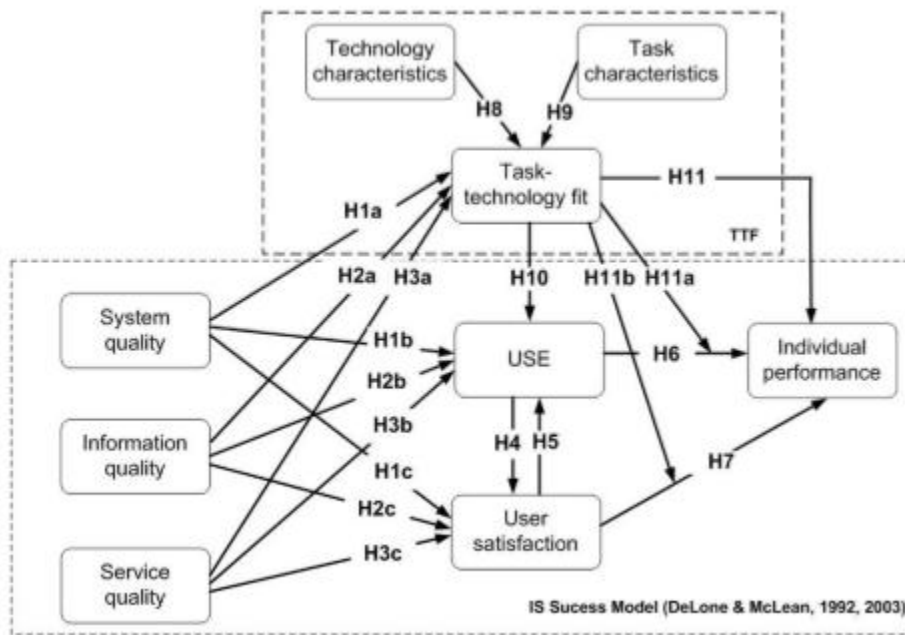 Technology
characteristics
Task
characteristics
H8
H9
Task-
technology fit
H11
H1a
TTF
H2a
H3a
H10
H11b
H11a
System
quality
H1b
USE
H6
Individual
performance
H2b
H3b
Information
quality
H4
H5
H1c
H7
H2c
User
satisfaction
H3c
Service
quality
IS Sucess Model (DeLone & McLean, 1992, 2003)